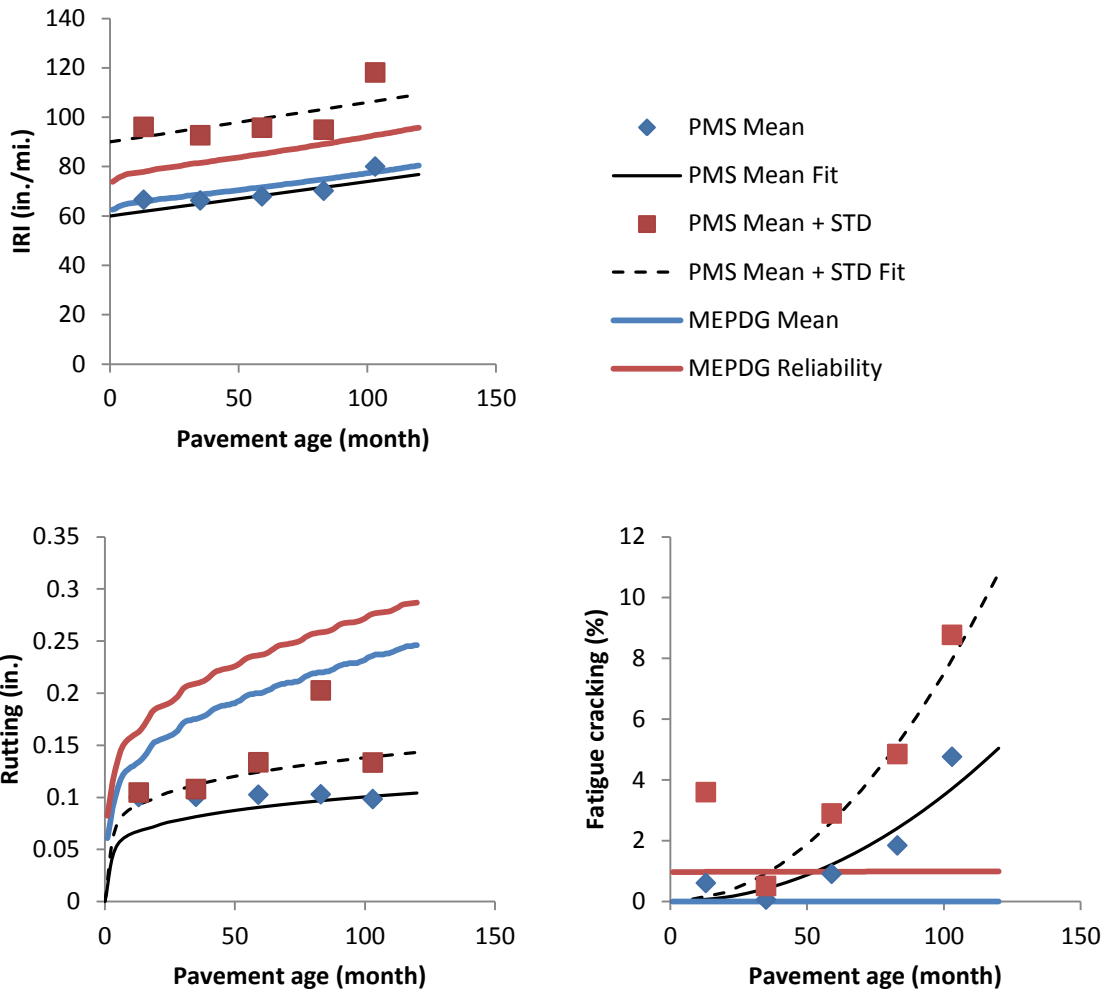 140
120
100
80
60
40
20
0
IRI (in./mi.)
0 50 100 150
Pavement age (month)
PMS Mean
PMS Mean Fit
PMS Mean + STD
PMS Mean + STD Fit
MEPDG Mean
MEPDG Reliability
0.35
0.3
0.25
0.2
0.15
0.1
0.05
0
Rutting (in.)
0 50 100 150
Pavement age (month)
12
10
8
6
4
2
0
Fatigue cracking (%)
0 50 100 150
Pavement age (month)